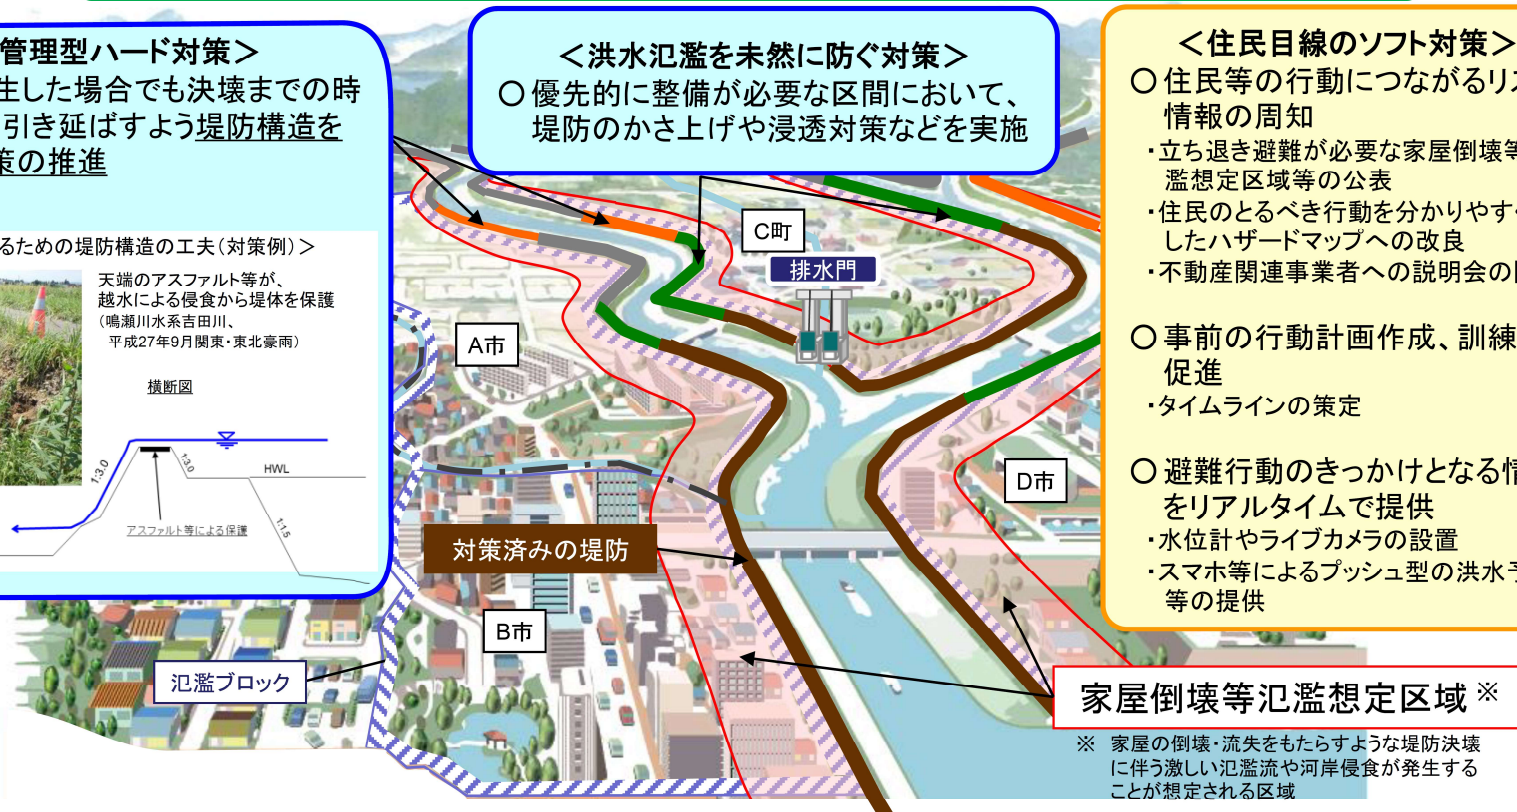 管理型ハード対策＞
生した場合でも決壊までの時
引き延ばすよう堤防構造を
策の推進
るための堤防構造の工夫（対策例）＞
天端のアスファルト等が、
越水による侵食から堤体を保護
（鳴瀬川水系吉田川、
平成27年9月関東・東北豪雨）
横断図
1:3.0
1:3.0
HWL
1:1.5
アスファルト等による保護
＜洪水氾濫を未然に防ぐ対策＞
○優先的に整備が必要な区間において、
堤防のかさ上げや浸透対策などを実施
C町
排水門
A市
D市
対策済みの堤防
B市
氾濫ブロック
＜住民目線のソフト対策＞
○住民等の行動につながるリス
情報の周知
・立ち退き避難が必要な家屋倒壊等
濫想定区域等の公表
・住民のとるべき行動を分かりやすく
したハザードマップへの改良
・不動産関連事業者への説明会の開
○事前の行動計画作成、訓練
促進
・タイムラインの策定
○避難行動のきっかけとなる情
をリアルタイムで提供
・水位計やライブカメラの設置
・スマホ等によるプッシュ型の洪水予
等の提供
家屋倒壊等氾濫想定区域※
※ 家屋の倒壊・流失をもたらすような堤防決壊
に伴う激しい氾濫流や河岸侵食が発生する
ことが想定される区域